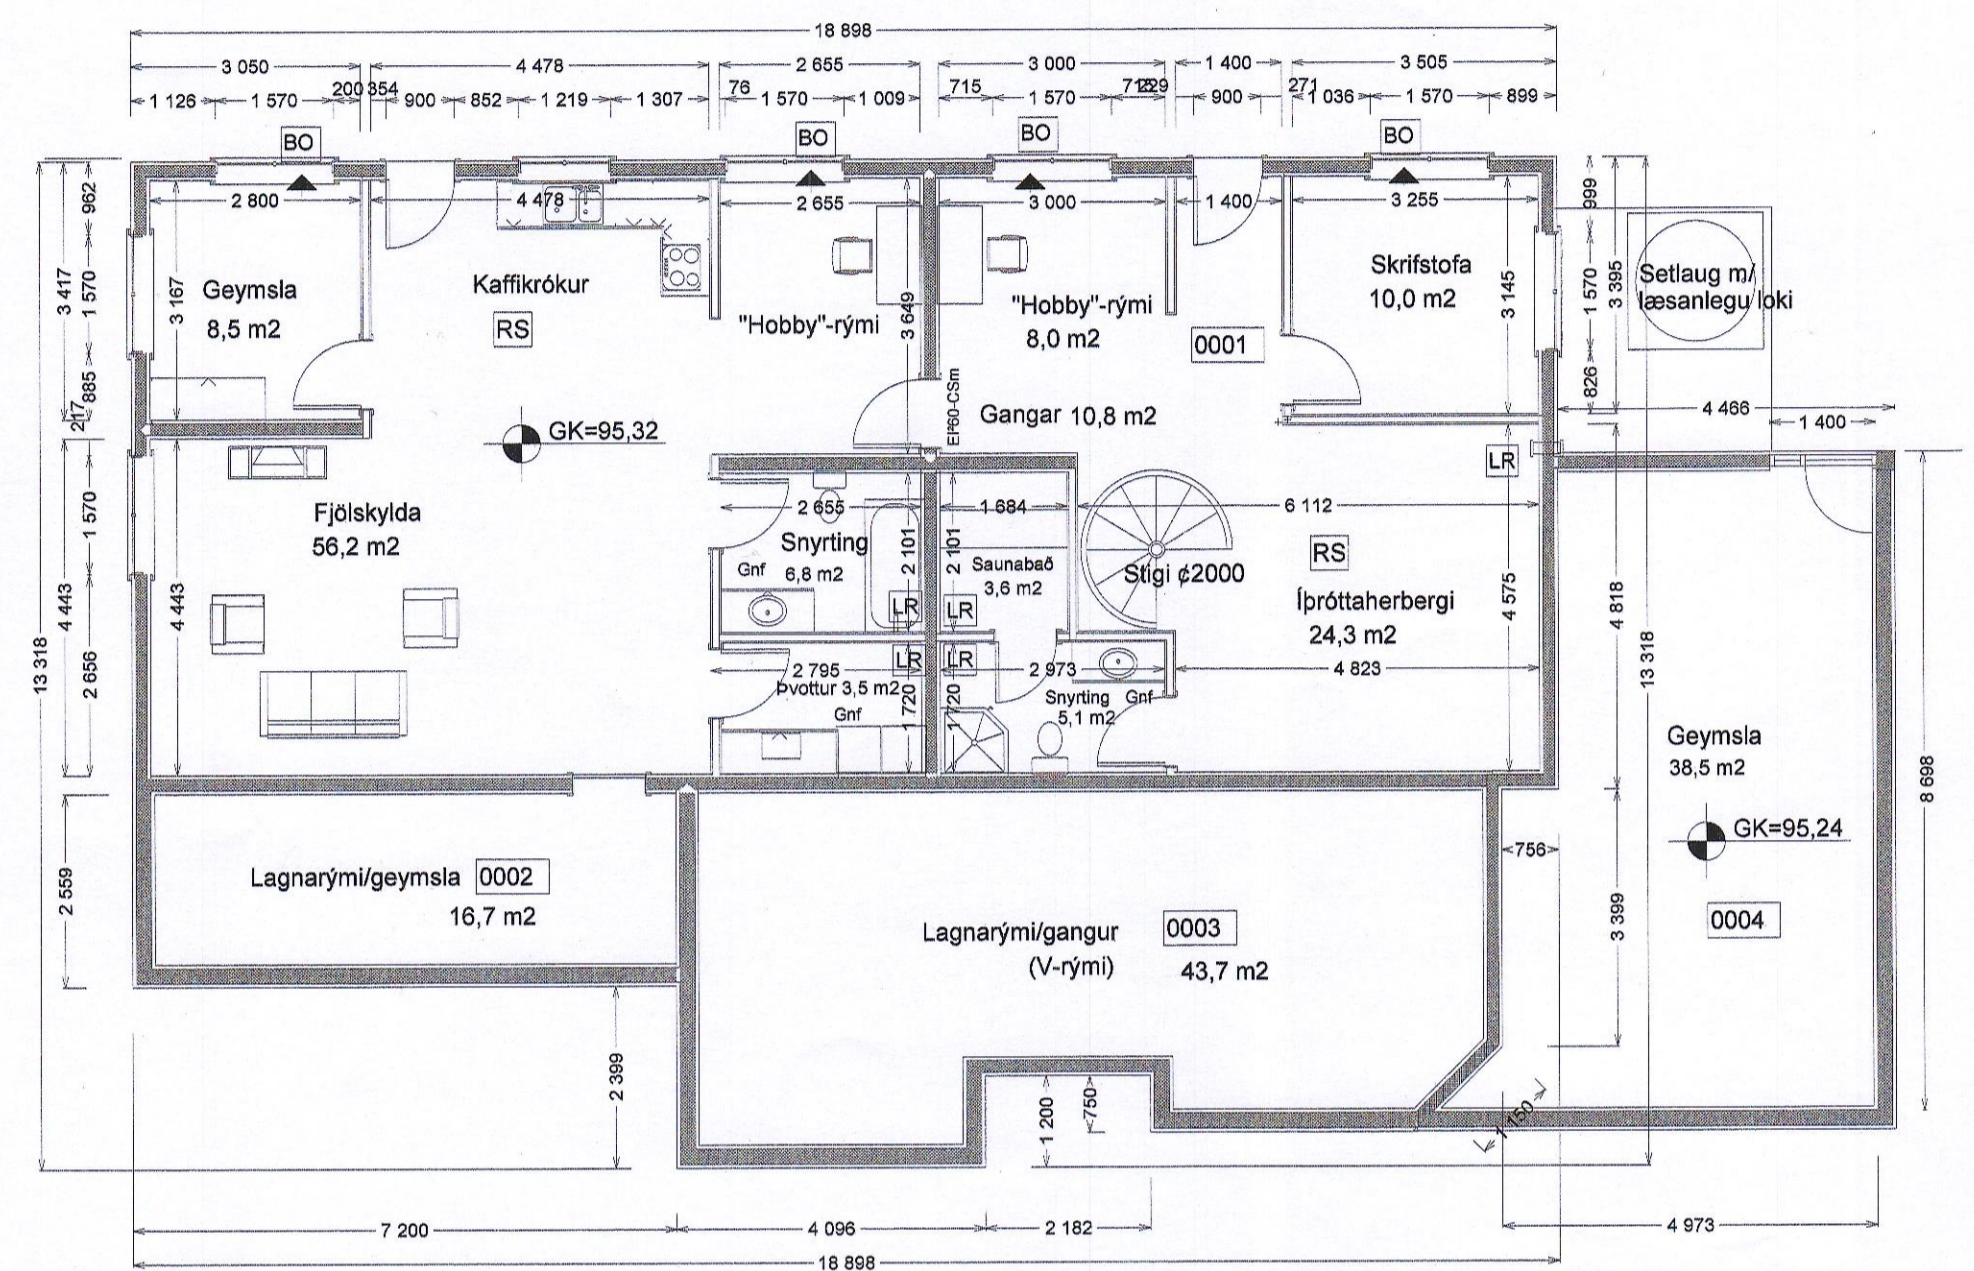 18 898
3 050
4 478
2 655
3 000
1 400
3 505
1 126
1 570
200
354
900
852
1 219
1 307
76
1 570
1 009
715
1 570
715
229
900
271
1 036
1 570
899
BO
BO
BO
BO
2 800
4 478
2 655
3 000
1 400
3 255
962
1 570
885
217
3 417
3 167
3 649
3 145
999
1 570
826
3 395
Geymsla
8,5 m2
Kaffikrókur
RS
"Hobby"-rými
"Hobby"-rými
8,0 m2
0001
Skrifstofa
10,0 m2
Setlaug m/
læsanlegu loki
4 466
1 400
EI²60-CSm
Gangar 10,8 m2
GK=95,32
LR
Fjölskylda
56,2 m2
2 655
1 684
6 112
Snyrting
6,8 m2
Gnf
2 101
2 101
Saunabað
3,6 m2
Stigi ¢2000
RS
Íþróttaherbergi
24,3 m2
LR
LR
LR
LR
2 795
2 973
4 823
Þvottur 3,5 m2
Gnf
1 720
1 720
Snyrting
5,1 m2
Gnf
1 570
4 443
2 656
4 443
13 318
4 575
4 818
13 318
Geymsla
38,5 m2
8 698
GK=95,24
0004
2 559
Lagnarými/geymsla
0002
16,7 m2
Lagnarými/gangur
(V-rými)
0003
43,7 m2
756
3 399
2 399
1 200
750
1 150
7 200
4 096
2 182
4 973
18 898